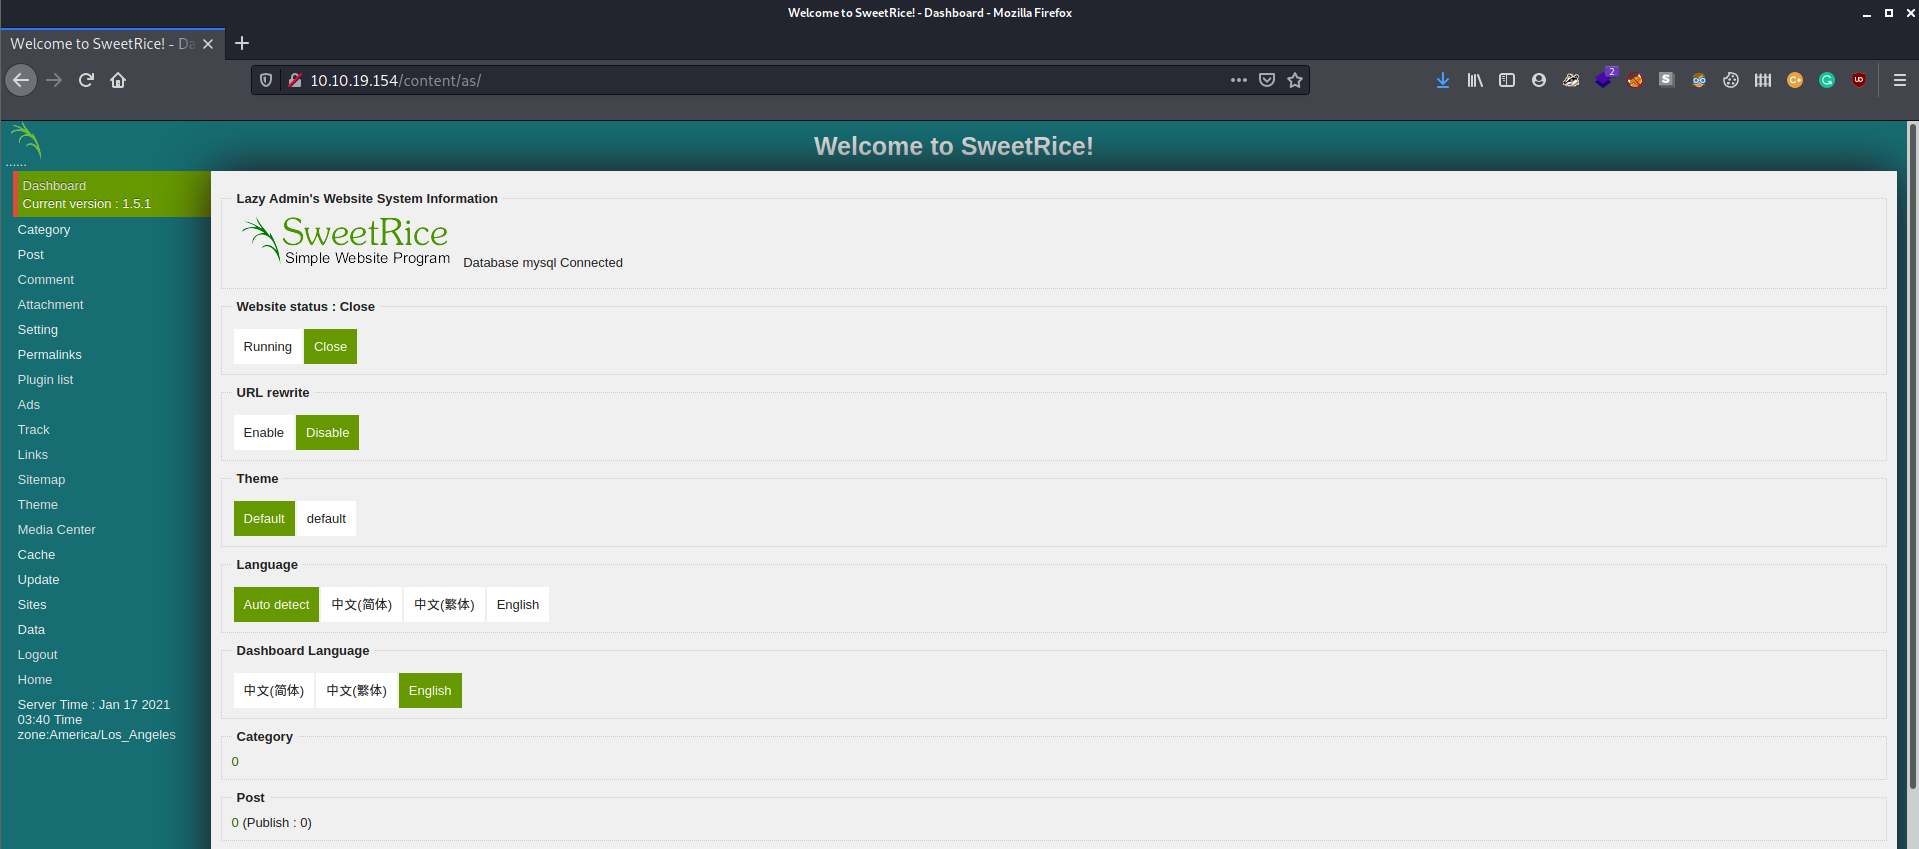 Welcome to SweetRice! - Dashboard - Mozilla Firefox
Welcome to SweetRice! - Da
10.10.19.154/content/as/
2
Welcome to SweetRice!
......
Dashboard
Current version : 1.5.1
Category
Post
Comment
Attachment
Setting
Permalinks
Plugin list
Ads
Track
Links
Sitemap
Theme
Media Center
Cache
Update
Sites
Data
Logout
Home
Server Time : Jan 17 2021
03:40 Time
zone:America/Los_Angeles
Lazy Admin's Website System Information
SweetRice
Simple Website Program
Database mysql Connected
Website status : Close
Running Close
URL rewrite
Enable Disable
Theme
Default default
Language
Auto detect 中文(简体) 中文(繁体) English
Dashboard Language
中文(简体) 中文(繁体) English
Category
0
Post
0 (Publish : 0)